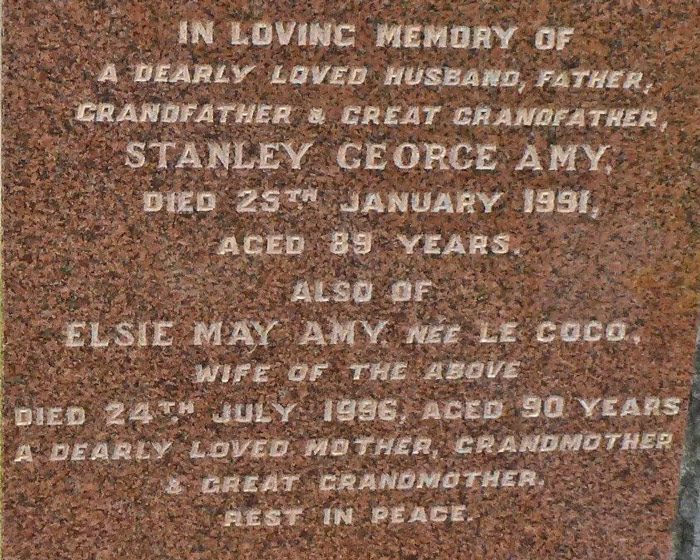 IN LOVING MEMORY OF
A DEARLY LOVED HUSBAND, FATHER,
GRANDFATHER & GREAT GRANDFATHER,
STANLEY GEORGE AMY,
DIED 25TH JANUARY 1991,
AGED 89 YEARS.
ALSO OF
ELSIE MAY AMY NÉE LE COCQ,
WIFE OF THE ABOVE
DIED 24TH JULY 1996, AGED 90 YEARS
A DEARLY LOVED MOTHER, GRANDMOTHER
& GREAT GRANDMOTHER.
REST IN PEACE.